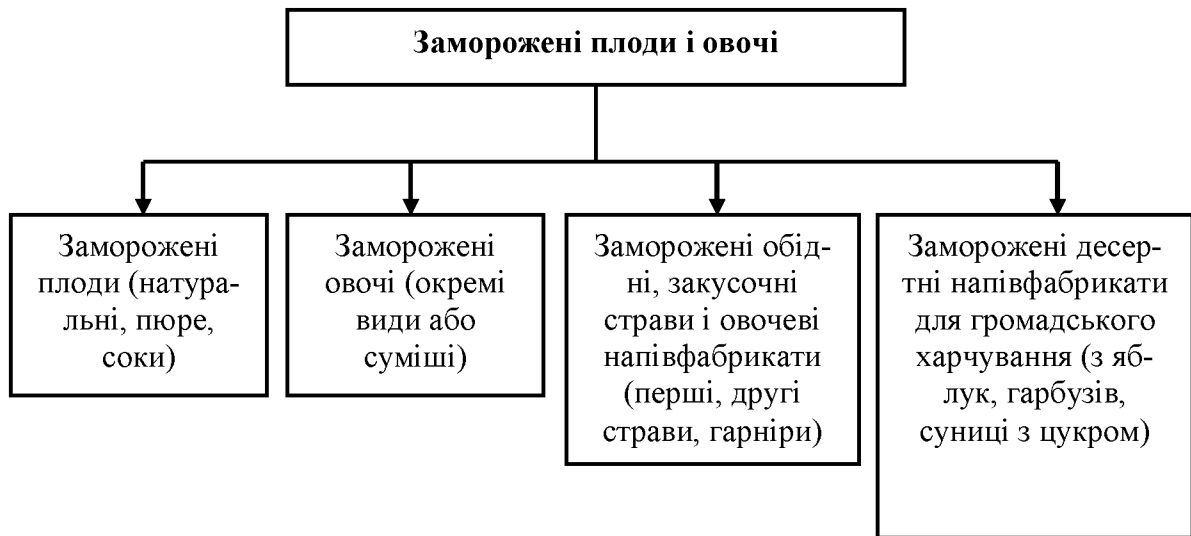 Заморожені плоди і овочі
Заморожені
плоди (натура-
льні, пюре,
соки)
Заморожені
овочі (окремі
види або
суміші)
Заморожені обід-
ні, закусочні
страви і овочеві
напівфабрикати
(перші, другі
страви, гарніри)
Заморожені десер-
тні напівфабрикати
для громадського
харчування (з яб-
лук, гарбузів,
суниці з цукром)